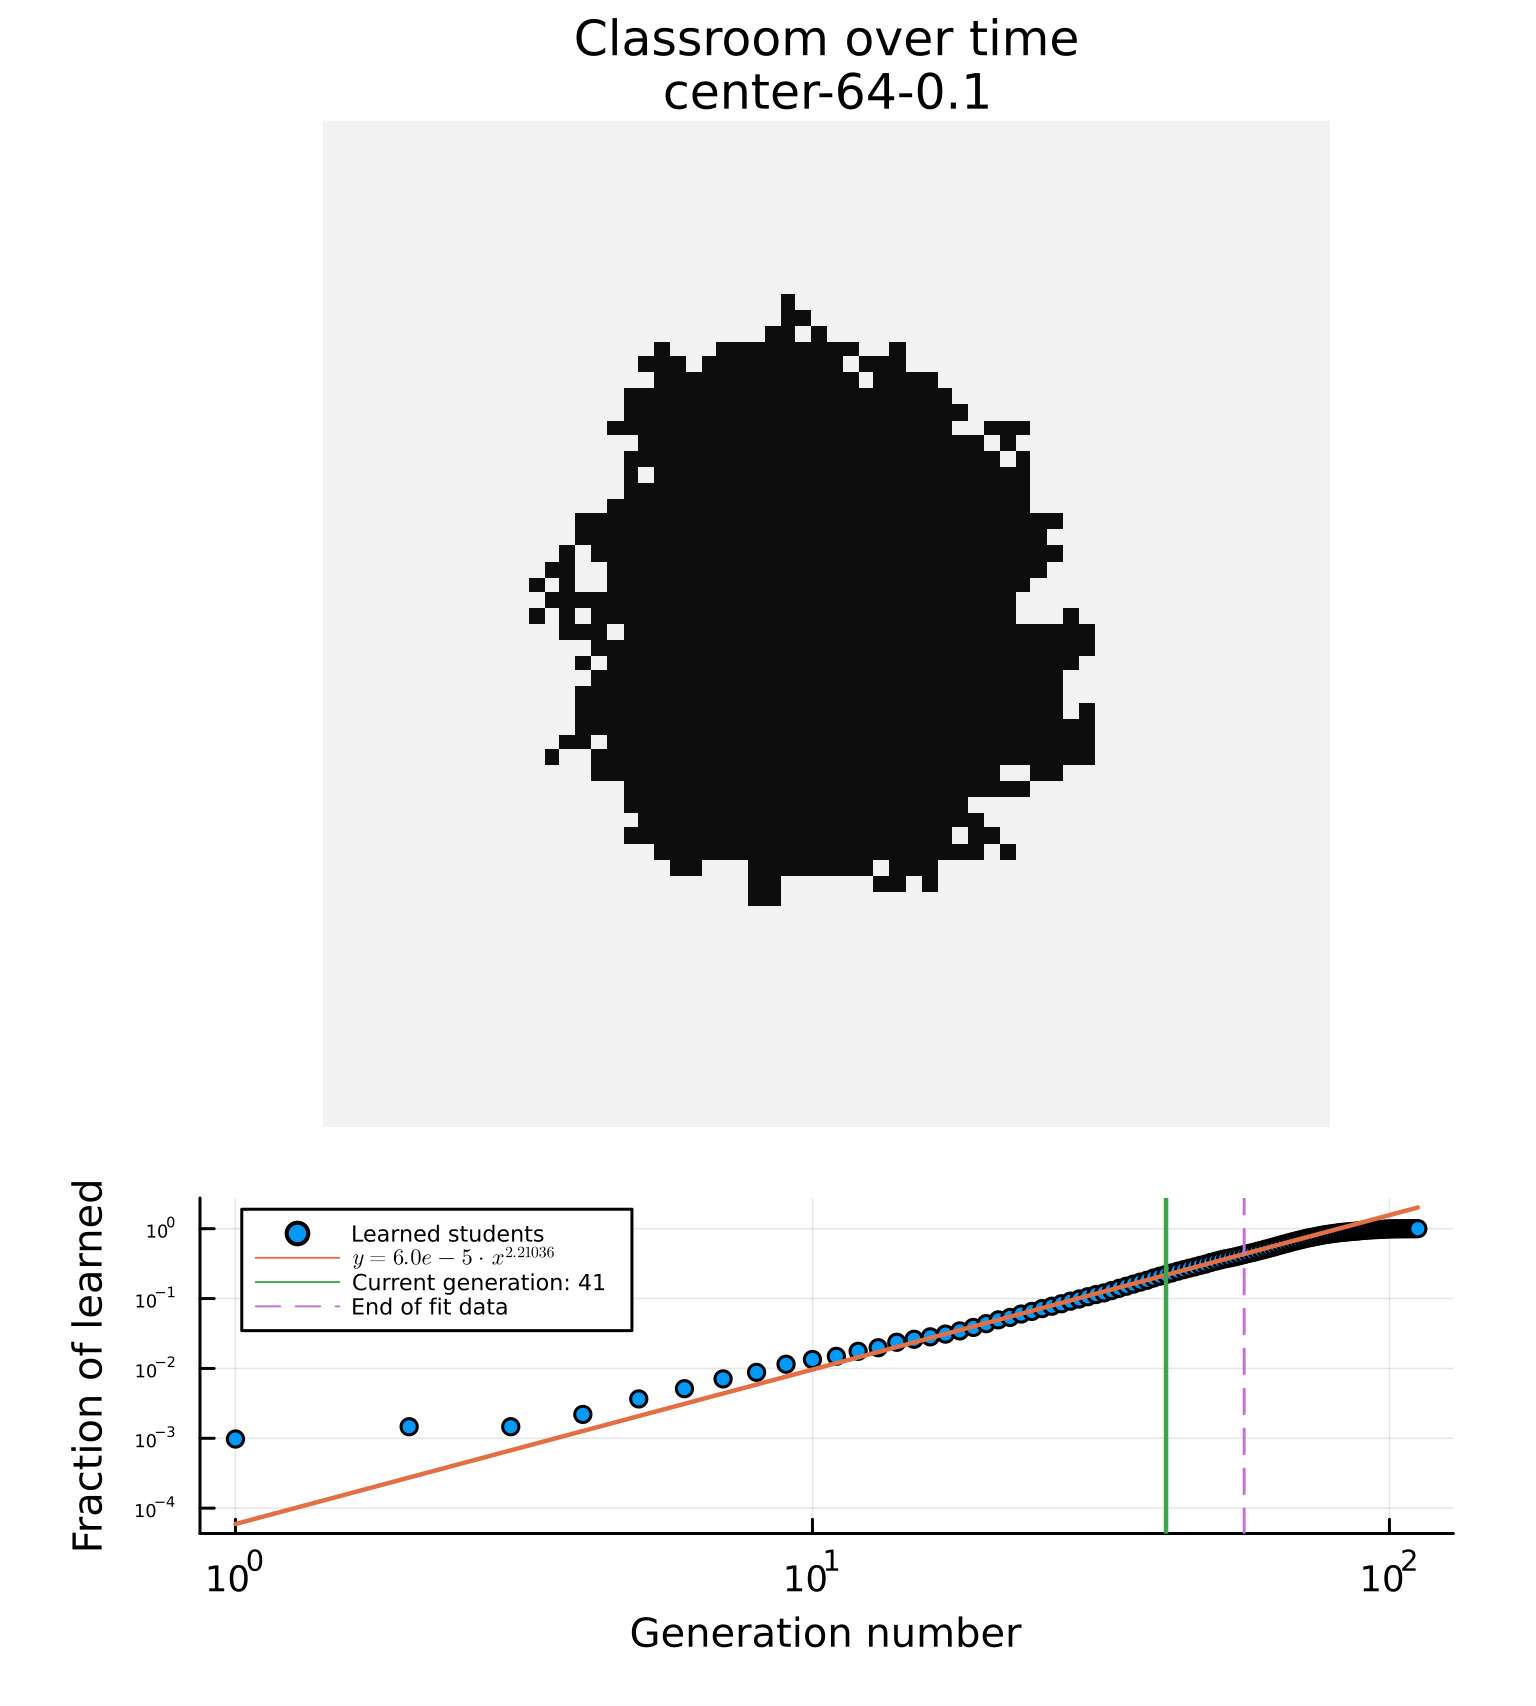 Classroom over time
center-64-0.1
Fraction of learned
10^0
10^-1
10^-2
10^-3
10^-4
Learned students
y = 6.0e − 5 · x^2.21036
Current generation: 41
End of fit data
10^0 10^1 10^2
Generation number